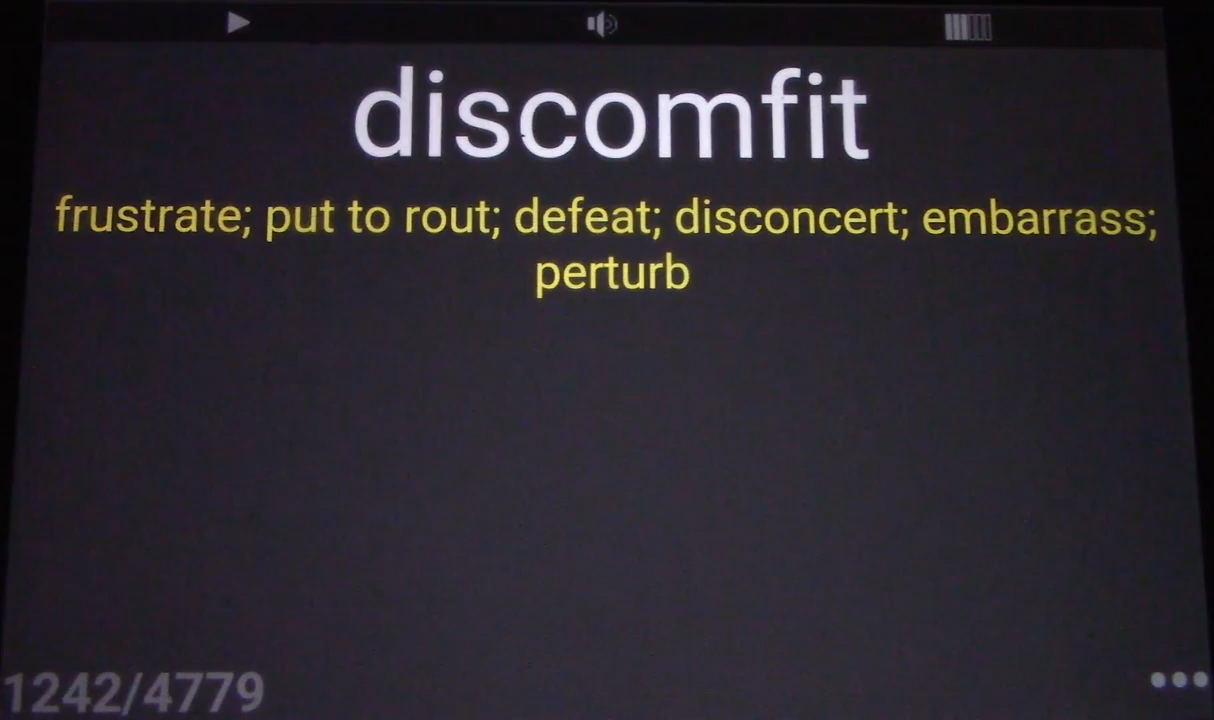 discomfit
frustrate; put to rout; defeat; disconcert; embarrass;
perturb
1242/4779